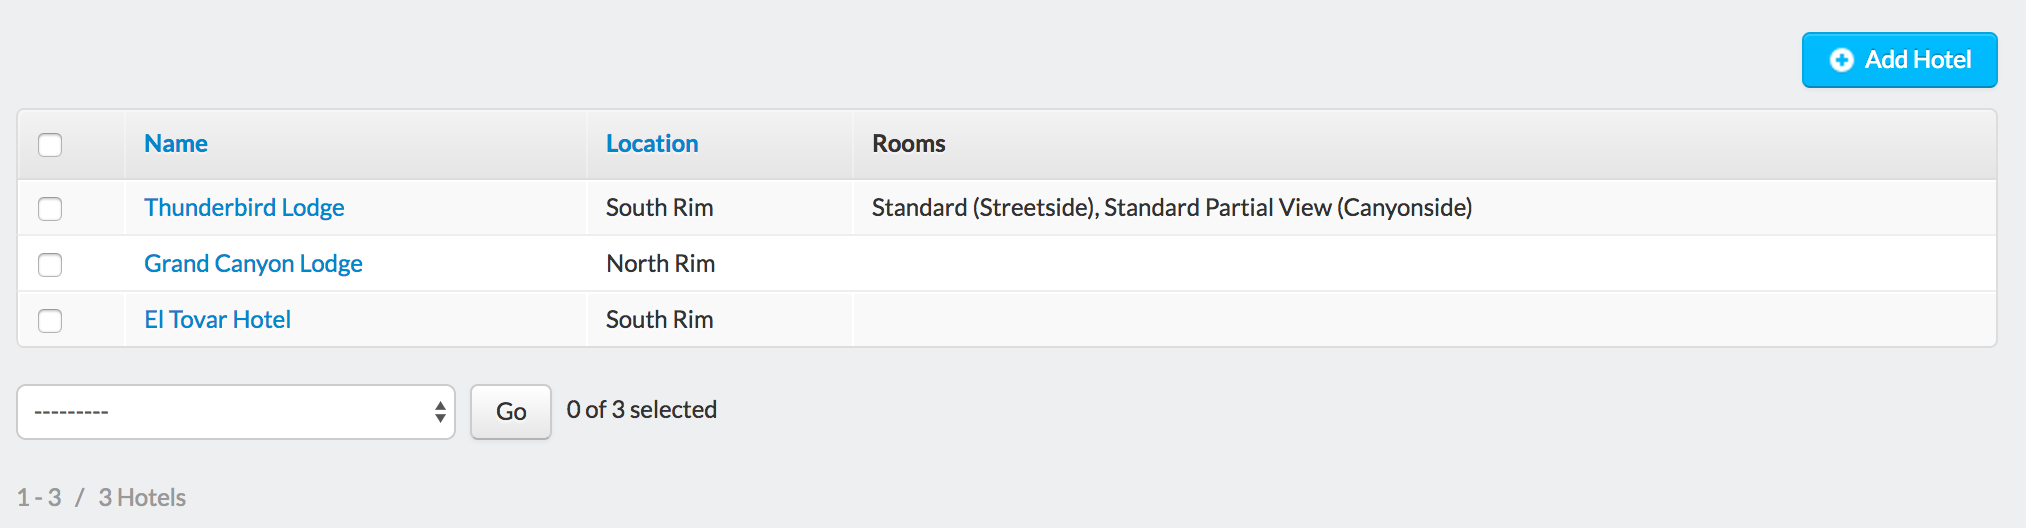 Add Hotel
Name Location Rooms
Thunderbird Lodge South Rim Standard (Streetside), Standard Partial View (Canyonside)
Grand Canyon Lodge North Rim
El Tovar Hotel South Rim
--------- Go 0 of 3 selected
1 - 3 / 3 Hotels